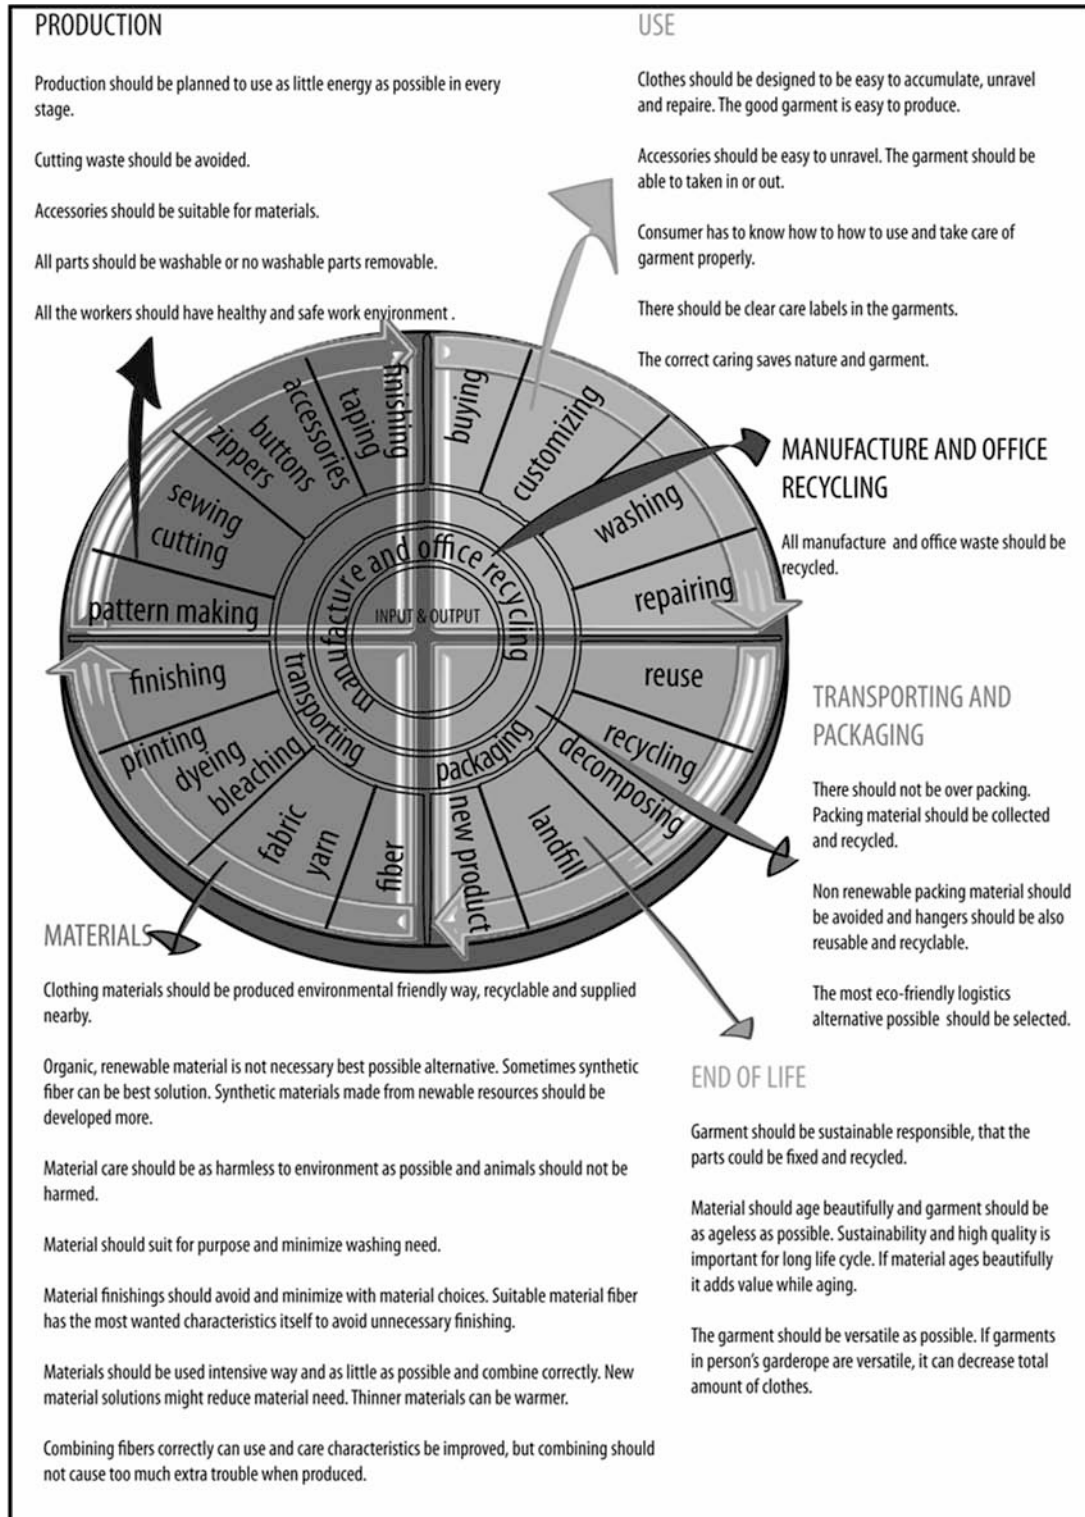 PRODUCTION
Production should be planned to use as little energy as possible in every
stage.
Cutting waste should be avoided.
Accessories should be suitable for materials.
All parts should be washable or no washable parts removable.
All the workers should have healthy and safe work environment .
USE
Clothes should be designed to be easy to accumulate, unravel
and repaire. The good garment is easy to produce.
Accessories should be easy to unravel. The garment should be
able to taken in or out.
Consumer has to know how to how to use and take care of
garment properly.
There should be clear care labels in the garments.
The correct caring saves nature and garment.
pattern making
cutting
sewing
zippers
buttons
accessories
taping
finishing
buying
customizing
washing
repairing
reuse
recycling
decomposing
landfill
new product
fiber
yarn
fabric
bleaching
dyeing
printing
finishing
manufacture and office recycling
INPUT & OUTPUT
transporting
packaging
MANUFACTURE AND OFFICE
RECYCLING
All manufacture and office waste should be
recycled.
TRANSPORTING AND
PACKAGING
There should not be over packing.
Packing material should be collected
and recycled.
Non renewable packing material should
be avoided and hangers should be also
reusable and recyclable.
The most eco-friendly logistics
alternative possible should be selected.
MATERIALS
Clothing materials should be produced environmental friendly way, recyclable and supplied
nearby.
Organic, renewable material is not necessary best possible alternative. Sometimes synthetic
fiber can be best solution. Synthetic materials made from newable resources should be
developed more.
Material care should be as harmless to environment as possible and animals should not be
harmed.
Material should suit for purpose and minimize washing need.
Material finishings should avoid and minimize with material choices. Suitable material fiber
has the most wanted characteristics itself to avoid unnecessary finishing.
Materials should be used intensive way and as little as possible and combine correctly. New
material solutions might reduce material need. Thinner materials can be warmer.
Combining fibers correctly can use and care characteristics be improved, but combining should
not cause too much extra trouble when produced.
END OF LIFE
Garment should be sustainable responsible, that the
parts could be fixed and recycled.
Material should age beautifully and garment should be
as ageless as possible. Sustainability and high quality is
important for long life cycle. If material ages beautifully
it adds value while aging.
The garment should be versatile as possible. If garments
in person's garderope are versatile, it can decrease total
amount of clothes.